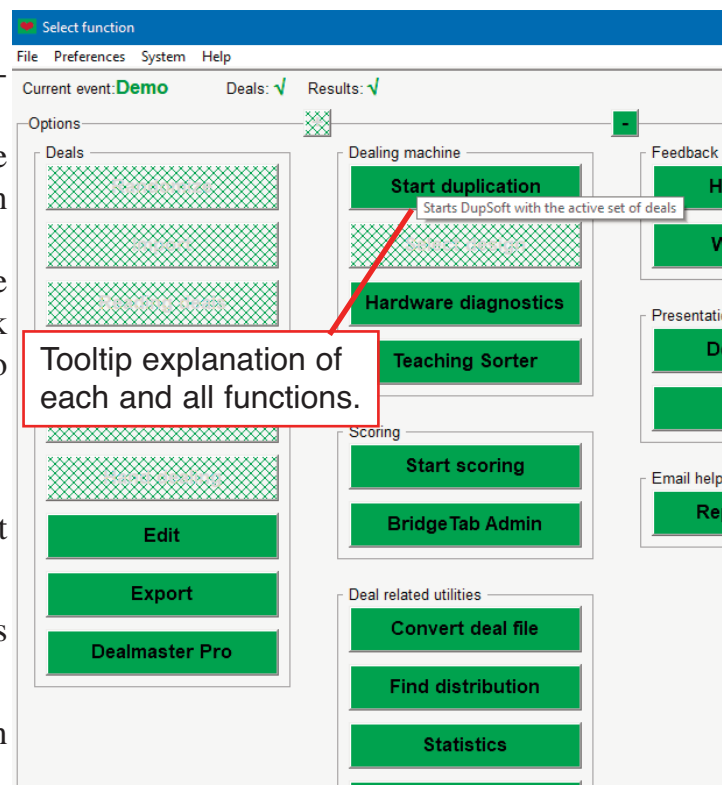 Select function
File Preferences System Help
Current event: Demo Deals: √ Results: √
Options
-
Deals
Edit
Export
Dealmaster Pro
Dealing machine
Start duplication
Starts DupSoft with the active set of deals
Hardware diagnostics
Teaching Sorter
Tooltip explanation of
each and all functions.
Scoring
Start scoring
BridgeTab Admin
Deal related utilities
Convert deal file
Find distribution
Statistics
Feedback
Email help